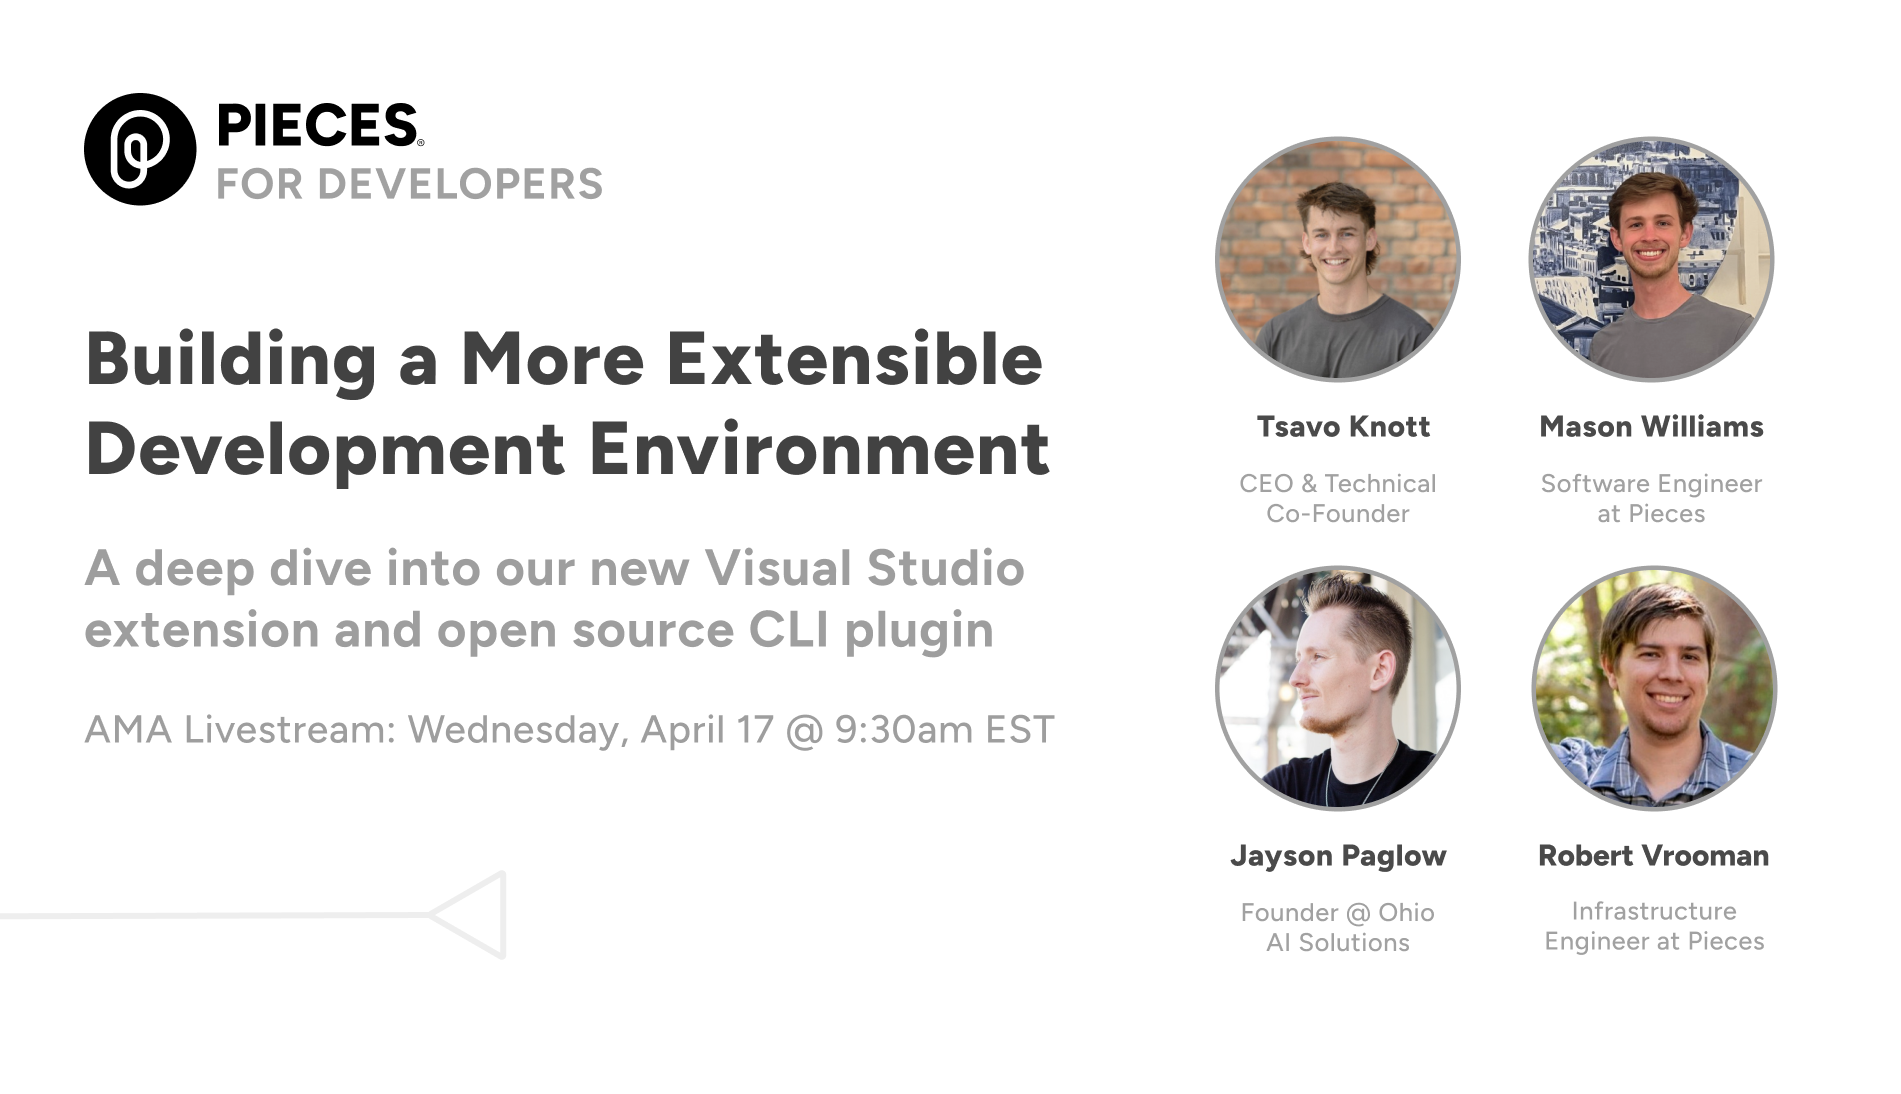 PIECES®
FOR DEVELOPERS
Building a More Extensible
Development Environment
A deep dive into our new Visual Studio
extension and open source CLI plugin
AMA Livestream: Wednesday, April 17 @ 9:30am EST
Tsavo Knott
CEO & Technical
Co-Founder
Mason Williams
Software Engineer
at Pieces
Jayson Paglow
Founder @ Ohio
AI Solutions
Robert Vrooman
Infrastructure
Engineer at Pieces